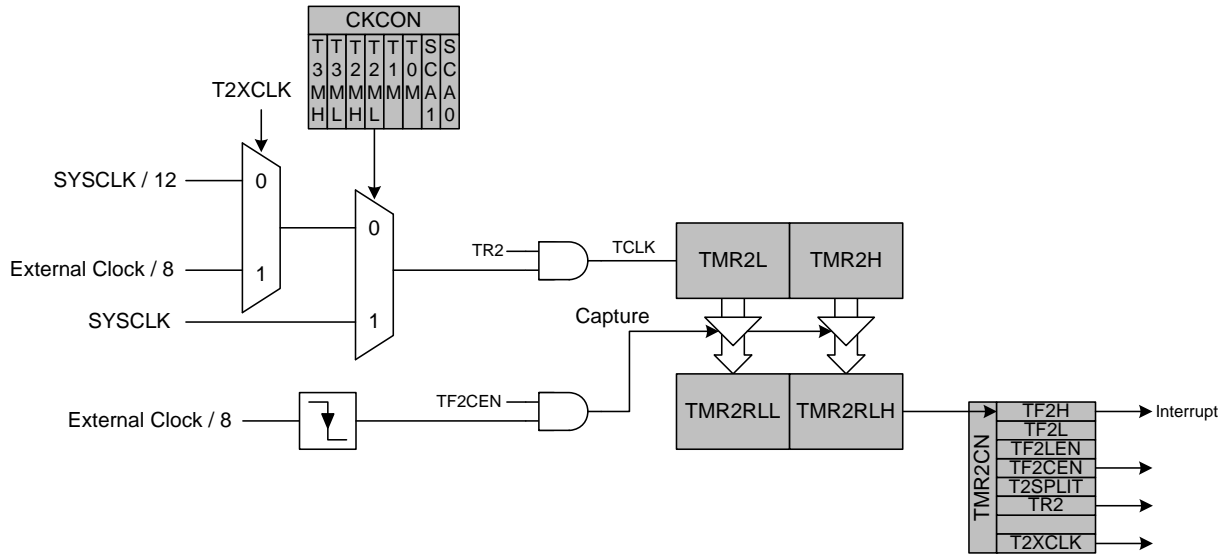 CKCON
T3MH
T3ML
T2MH
T2ML
T1M
T0M
SCA1
SCA0
T2XCLK
SYSCLK / 12
0
External Clock / 8
1
0
SYSCLK
1
TR2
TCLK
TMR2L
TMR2H
Capture
External Clock / 8
TF2CEN
TMR2RLL
TMR2RLH
TMR2CN
TF2H
TF2L
TF2LEN
TF2CEN
T2SPLIT
TR2
T2XCLK
Interrupt